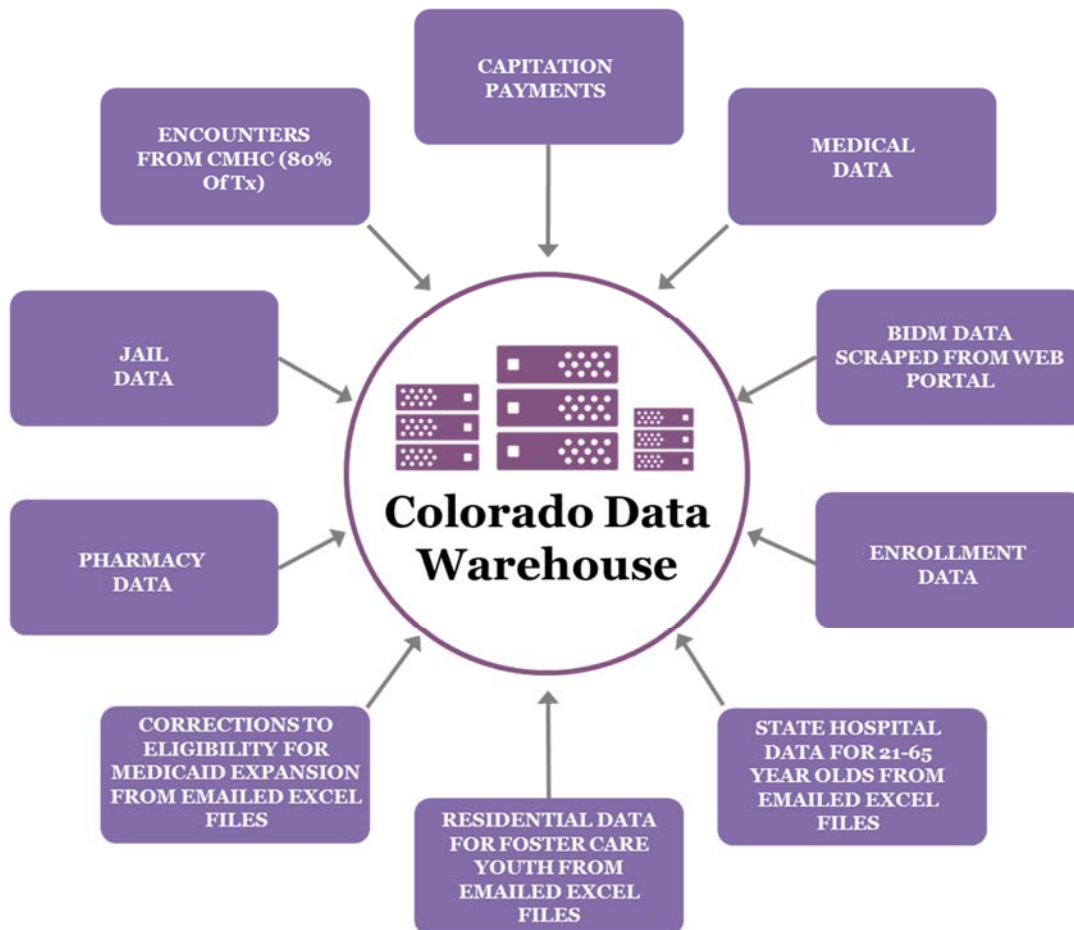 CAPITATION
PAYMENTS
ENCOUNTERS
FROM CMHC (80%
Of Tx)
MEDICAL
DATA
JAIL
DATA
BIDM DATA
SCRAPED FROM WEB
PORTAL
Colorado Data
Warehouse
PHARMACY
DATA
ENROLLMENT
DATA
CORRECTIONS TO
ELIGIBILITY FOR
MEDICAID EXPANSION
FROM EMAILED EXCEL
FILES
RESIDENTIAL DATA
FOR FOSTER CARE
YOUTH FROM
EMAILED EXCEL
FILES
STATE HOSPITAL
DATA FOR 21-65
YEAR OLDS FROM
EMAILED EXCEL
FILES